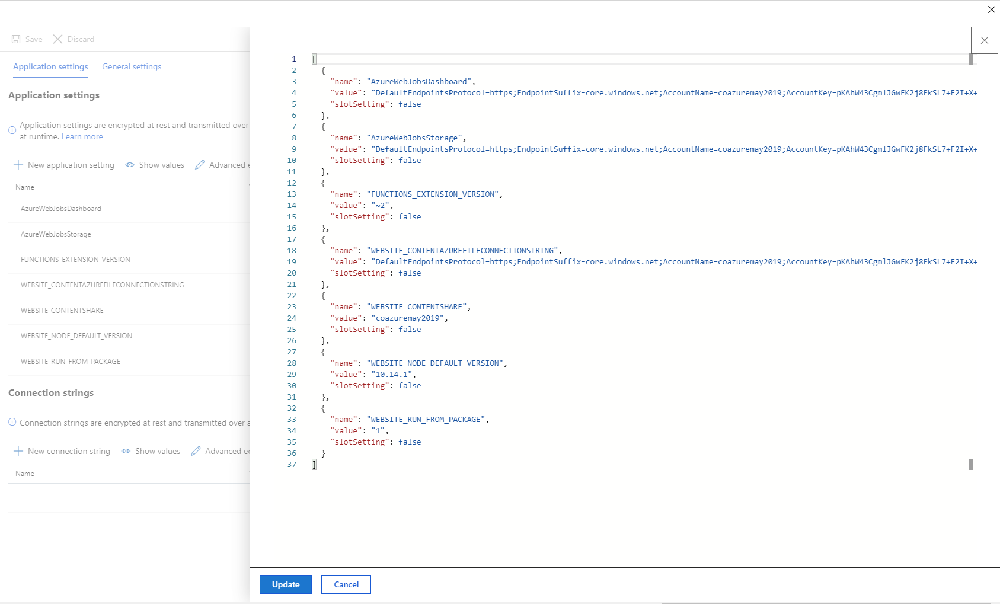 Save
Discard
Application settings
General settings
Application settings
Application settings are encrypted at rest and transmitted over
at runtime. Learn more
New application setting
Show values
Advanced e
Name
AzureWebJobsDashboard
AzureWebJobsStorage
FUNCTIONS_EXTENSION_VERSION
WEBSITE_CONTENTAZUREFILECONNECTIONSTRING
WEBSITE_CONTENTSHARE
WEBSITE_NODE_DEFAULT_VERSION
WEBSITE_RUN_FROM_PACKAGE
Connection strings
Connection strings are encrypted at rest and transmitted over a
New connection string
Show values
Advanced ed
Name
1 [
2 {
3 "name": "AzureWebJobsDashboard",
4 "value": "DefaultEndpointsProtocol=https;EndpointSuffix=core.windows.net;AccountName=coazuremay2019;AccountKey=pKAhW43CgmlJGwFK2j8FkSL7+F2I+X+
5 "slotSetting": false
6 },
7 {
8 "name": "AzureWebJobsStorage",
9 "value": "DefaultEndpointsProtocol=https;EndpointSuffix=core.windows.net;AccountName=coazuremay2019;AccountKey=pKAhW43CgmlJGwFK2j8FkSL7+F2I+X+
10 "slotSetting": false
11 },
12 {
13 "name": "FUNCTIONS_EXTENSION_VERSION",
14 "value": "~2",
15 "slotSetting": false
16 },
17 {
18 "name": "WEBSITE_CONTENTAZUREFILECONNECTIONSTRING",
19 "value": "DefaultEndpointsProtocol=https;EndpointSuffix=core.windows.net;AccountName=coazuremay2019;AccountKey=pKAhW43CgmlJGwFK2j8FkSL7+F2I+X+
20 "slotSetting": false
21 },
22 {
23 "name": "WEBSITE_CONTENTSHARE",
24 "value": "coazuremay2019",
25 "slotSetting": false
26 },
27 {
28 "name": "WEBSITE_NODE_DEFAULT_VERSION",
29 "value": "10.14.1",
30 "slotSetting": false
31 },
32 {
33 "name": "WEBSITE_RUN_FROM_PACKAGE",
34 "value": "1",
35 "slotSetting": false
36 }
37 ]
Update
Cancel